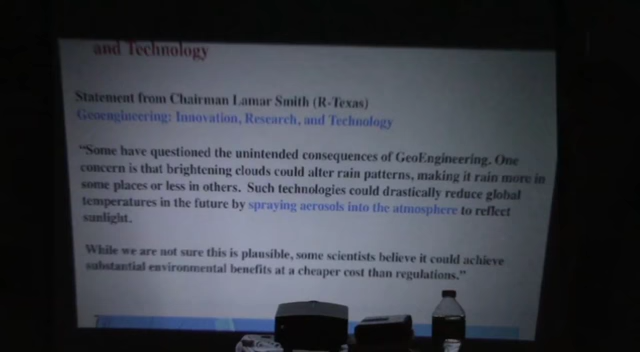 and Technology
Statement from Chairman Lamar Smith (R-Texas)
Geoengineering: Innovation, Research, and Technology
"Some have questioned the unintended consequences of GeoEngineering. One
concern is that brightening clouds could alter rain patterns, making it rain more in
some places or less in others. Such technologies could drastically reduce global
temperatures in the future by spraying aerosols into the atmosphere to reflect
sunlight.
While we are not sure this is plausible, some scientists believe it could achieve
substantial environmental benefits at a cheaper cost than regulations."